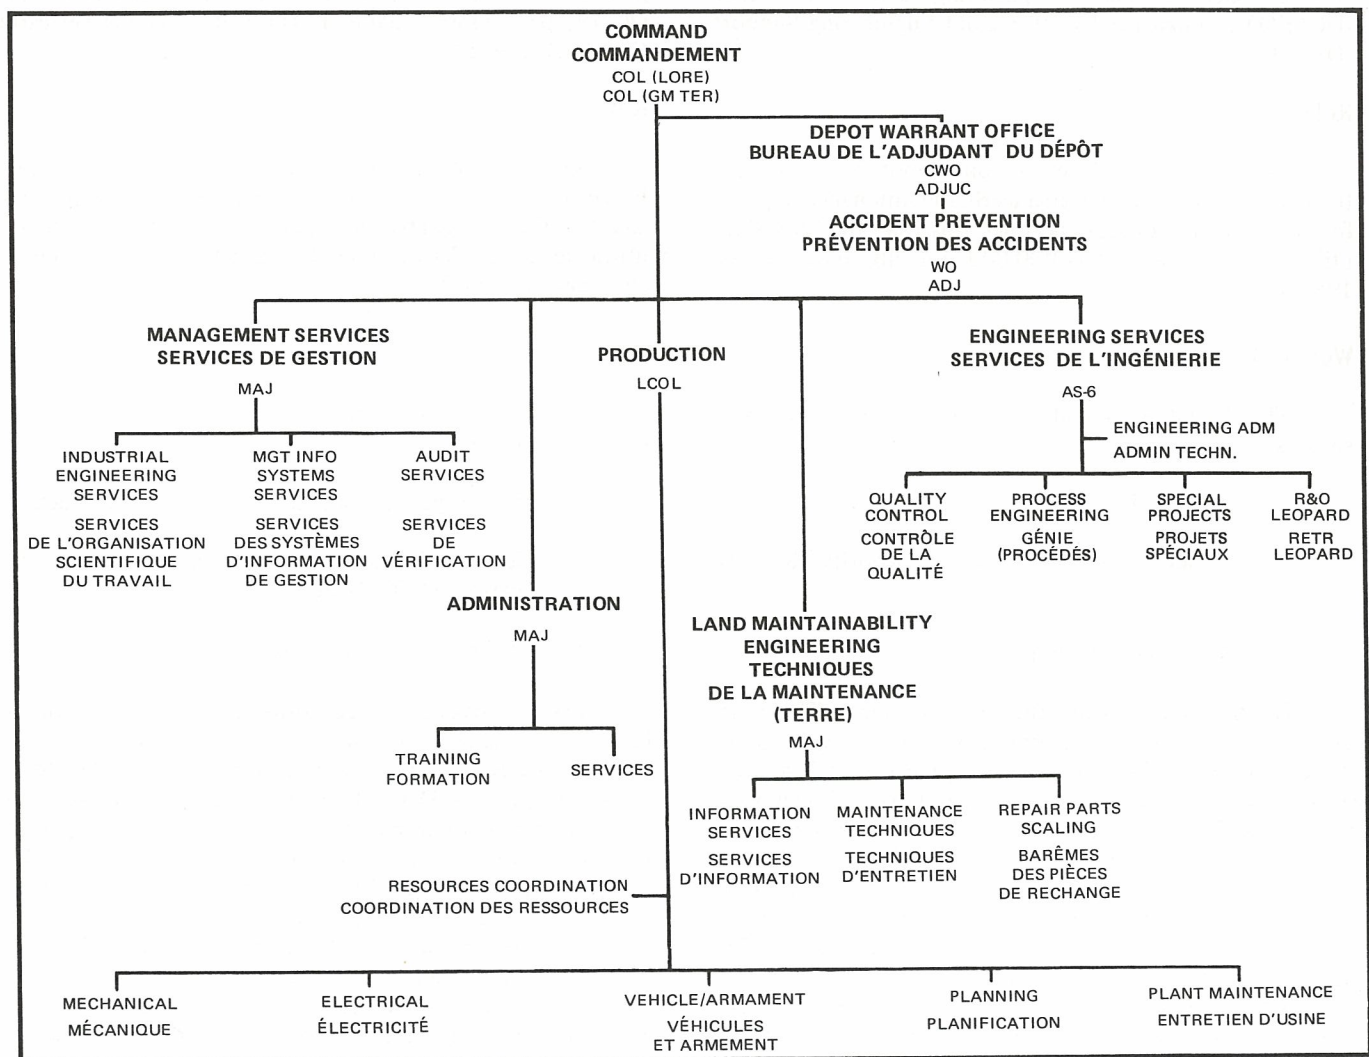 COMMAND
COMMANDEMENT
COL (LORE)
COL (GM TER)
DEPOT WARRANT OFFICE
BUREAU DE L'ADJUDANT DU DÉPÔT
CWO
ADJUC
ACCIDENT PREVENTION
PRÉVENTION DES ACCIDENTS
WO
ADJ
MANAGEMENT SERVICES
SERVICES DE GESTION
MAJ
INDUSTRIAL
ENGINEERING
SERVICES
SERVICES
DE L'ORGANISATION
SCIENTIFIQUE
DU TRAVAIL
MGT INFO
SYSTEMS
SERVICES
SERVICES
DES SYSTÈMES
D'INFORMATION
DE GESTION
AUDIT
SERVICES
SERVICES
DE
VÉRIFICATION
ADMINISTRATION
MAJ
TRAINING
FORMATION
SERVICES
PRODUCTION
LCOL
LAND MAINTAINABILITY
ENGINEERING
TECHNIQUES
DE LA MAINTENANCE
(TERRE)
MAJ
INFORMATION
SERVICES
SERVICES
D'INFORMATION
MAINTENANCE
TECHNIQUES
TECHNIQUES
D'ENTRETIEN
REPAIR PARTS
SCALING
BARÊMES
DES PIÈCES
DE RECHANGE
ENGINEERING SERVICES
SERVICES DE L'INGÉNIERIE
AS-6
ENGINEERING ADM
ADMIN TECHN.
QUALITY
CONTROL
CONTRÔLE
DE LA
QUALITÉ
PROCESS
ENGINEERING
GÉNIE
(PROCÉDÉS)
SPECIAL
PROJECTS
PROJETS
SPÉCIAUX
R&O
LEOPARD
RETR
LEOPARD
RESOURCES COORDINATION
COORDINATION DES RESSOURCES
MECHANICAL
MÉCANIQUE
ELECTRICAL
ÉLECTRICITÉ
VEHICLE/ARMAMENT
VÉHICULES
ET ARMEMENT
PLANNING
PLANIFICATION
PLANT MAINTENANCE
ENTRETIEN D'USINE